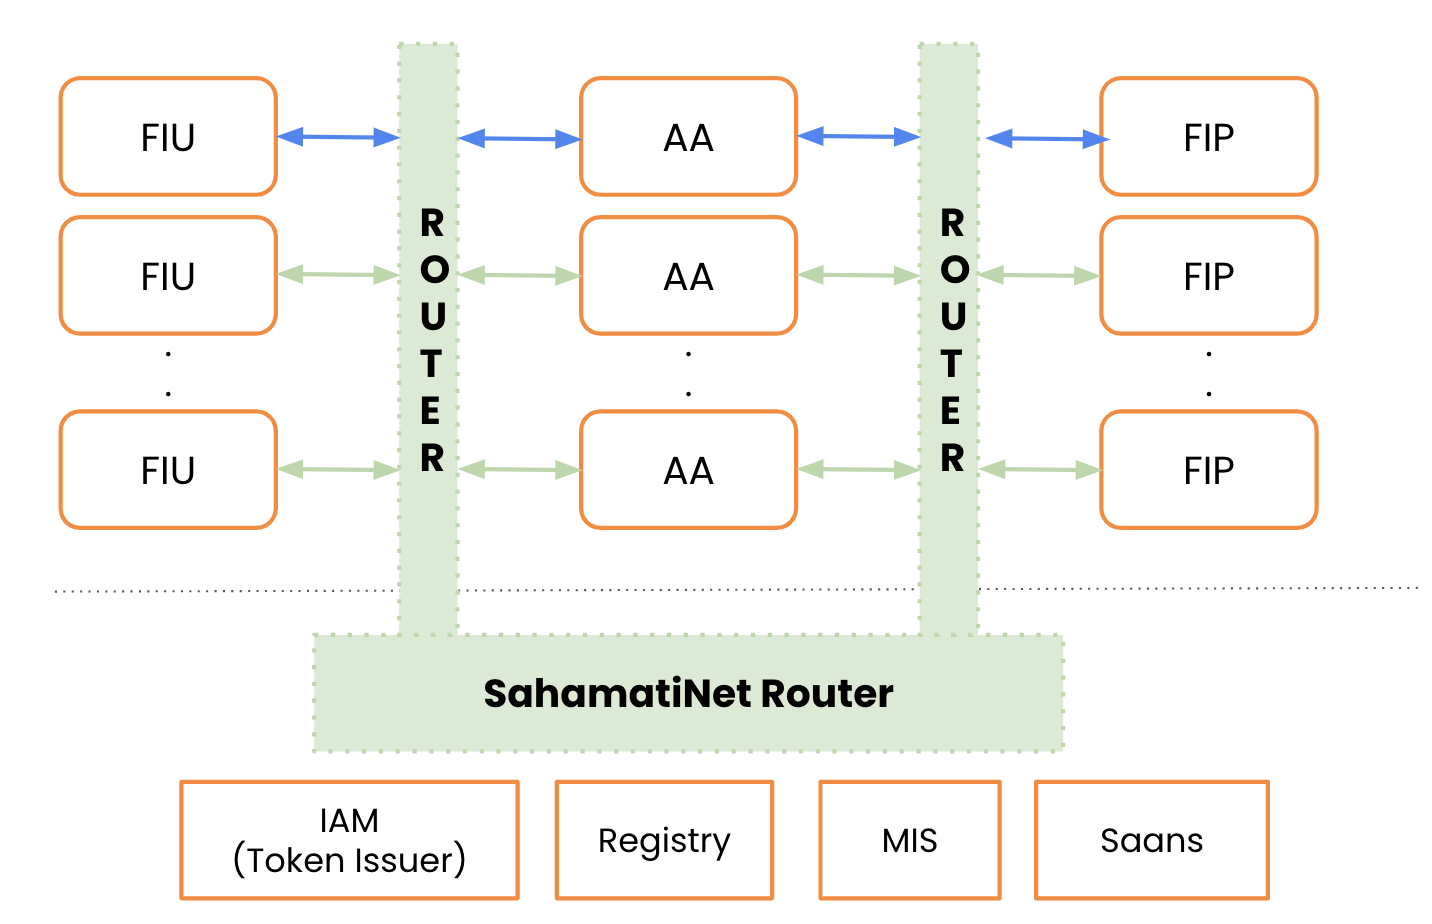 FIU
AA
FIP
ROUTER
ROUTER
FIU
AA
FIP
.
.
.
.
.
.
FIU
AA
FIP
SahamatiNet Router
IAM
(Token Issuer)
Registry
MIS
Saans